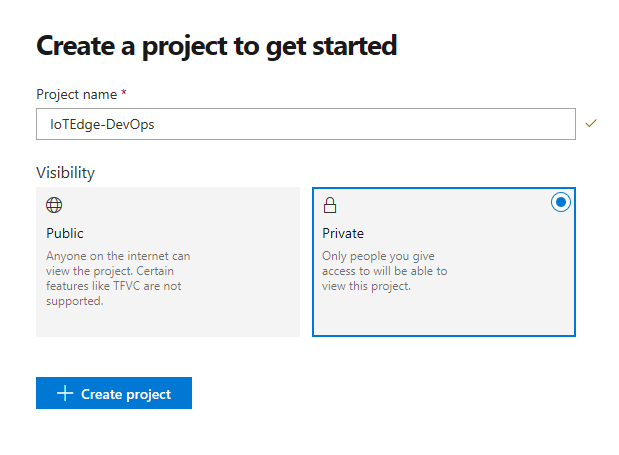 Create a project to get started
Project name *
IoTEdge-DevOps
Visibility
Public
Anyone on the internet can
view the project. Certain
features like TFVC are not
supported.
Private
Only people you give
access to will be able to
view this project.
Create project